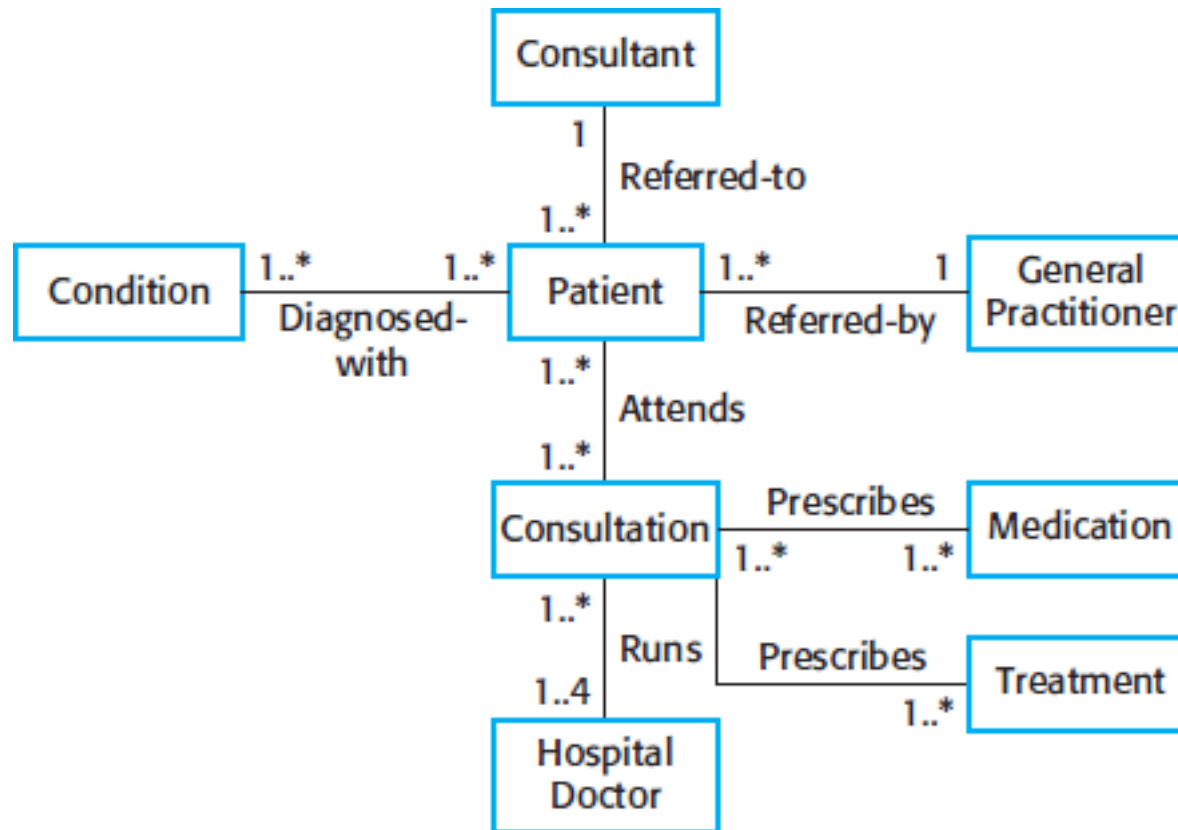 Consultant
1
Referred-to
1..*
Condition
1..*
1..*
Diagnosed-
with
Patient
1..*
1
Referred-by
General
Practitioner
1..*
Attends
1..*
Consultation
Prescribes
1..*
1..*
Medication
1..*
Runs
1..4
Prescribes
1..*
Treatment
Hospital
Doctor